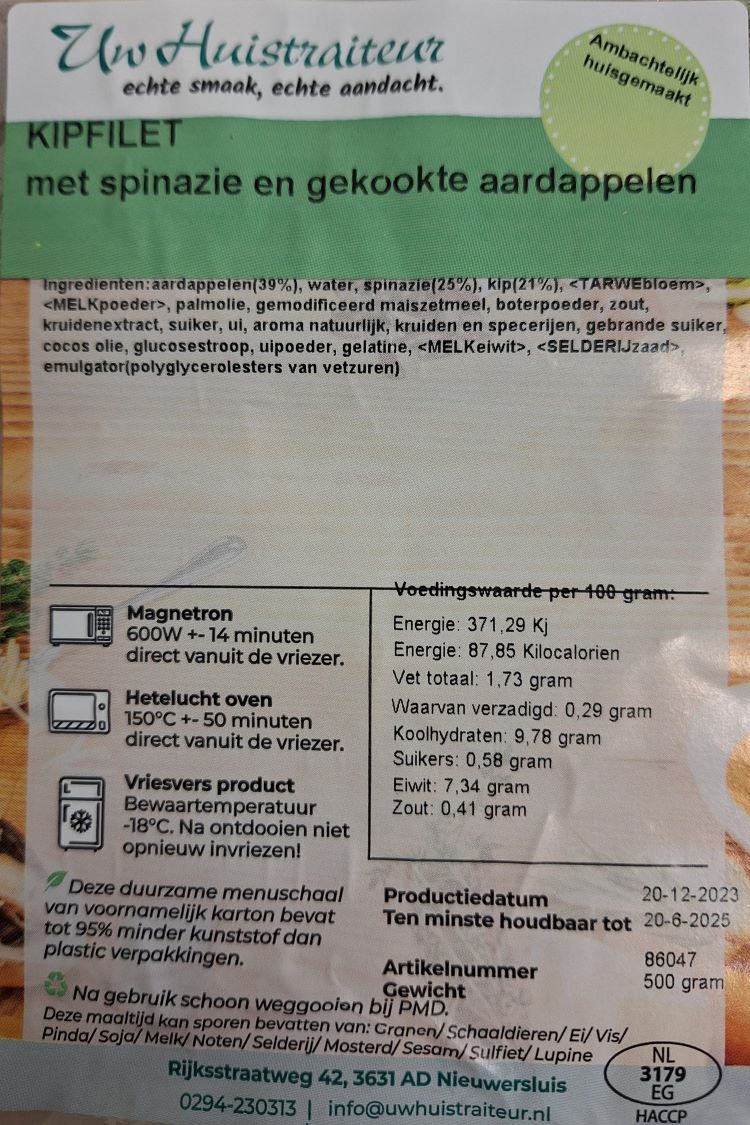 Uw Huistraiteur
echte smaak, echte aandacht.
Ambachtelijk
huisgemaakt
KIPFILET
met spinazie en gekookte aardappelen
Ingredienten:aardappelen(39%), water, spinazie(25%), kip(21%), <TARWEbloem>,
<MELKpoeder>, palmolie, gemodificeerd maiszetmeel, boterpoeder, zout,
kruidenextract, suiker, ui, aroma natuurlijk, kruiden en specerijen, gebrande suiker,
cocos olie, glucosestroop, uipoeder, gelatine, <MELKeiwit>, <SELDERIJzaad>,
emulgator(polyglycerolesters van vetzuren)
Magnetron
600W +- 14 minuten
direct vanuit de vriezer.
Hetelucht oven
150°C +- 50 minuten
direct vanuit de vriezer.
Vriesvers product
Bewaartemperatuur
-18°C. Na ontdooien niet
opnieuw invriezen!
Voedingswaarde per 100 gram:
Energie: 371,29 Kj
Energie: 87,85 Kilocalorien
Vet totaal: 1,73 gram
Waarvan verzadigd: 0,29 gram
Koolhydraten: 9,78 gram
Suikers: 0,58 gram
Eiwit: 7,34 gram
Zout: 0,41 gram
Deze duurzame menuschaal
van voornamelijk karton bevat
tot 95% minder kunststof dan
plastic verpakkingen.
Productiedatum 20-12-2023
Ten minste houdbaar tot 20-6-2025
Artikelnummer 86047
Gewicht 500 gram
Na gebruik schoon weggooien bij PMD.
Deze maaltijd kan sporen bevatten van: Granen/ Schaaldieren/ Ei/ Vis/
Pinda/ Soja/ Melk/ Noten/ Selderij/ Mosterd/ Sesam/ Sulfiet/ Lupine
Rijksstraatweg 42, 3631 AD Nieuwersluis
0294-230313 | info@uwhuistraiteur.nl
NL
3179
EG
HACCP